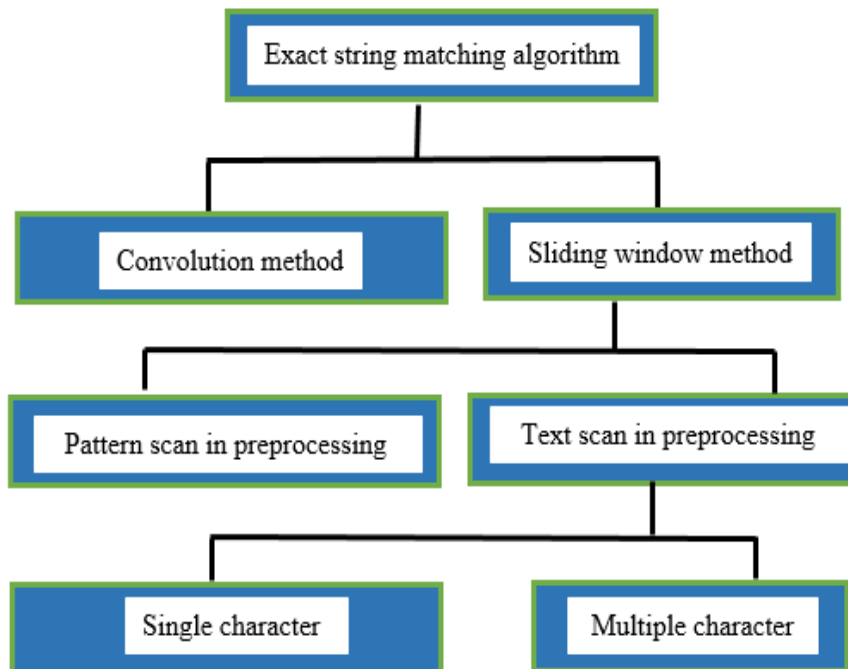 Exact string matching algorithm
Convolution method
Sliding window method
Pattern scan in preprocessing
Text scan in preprocessing
Single character
Multiple character